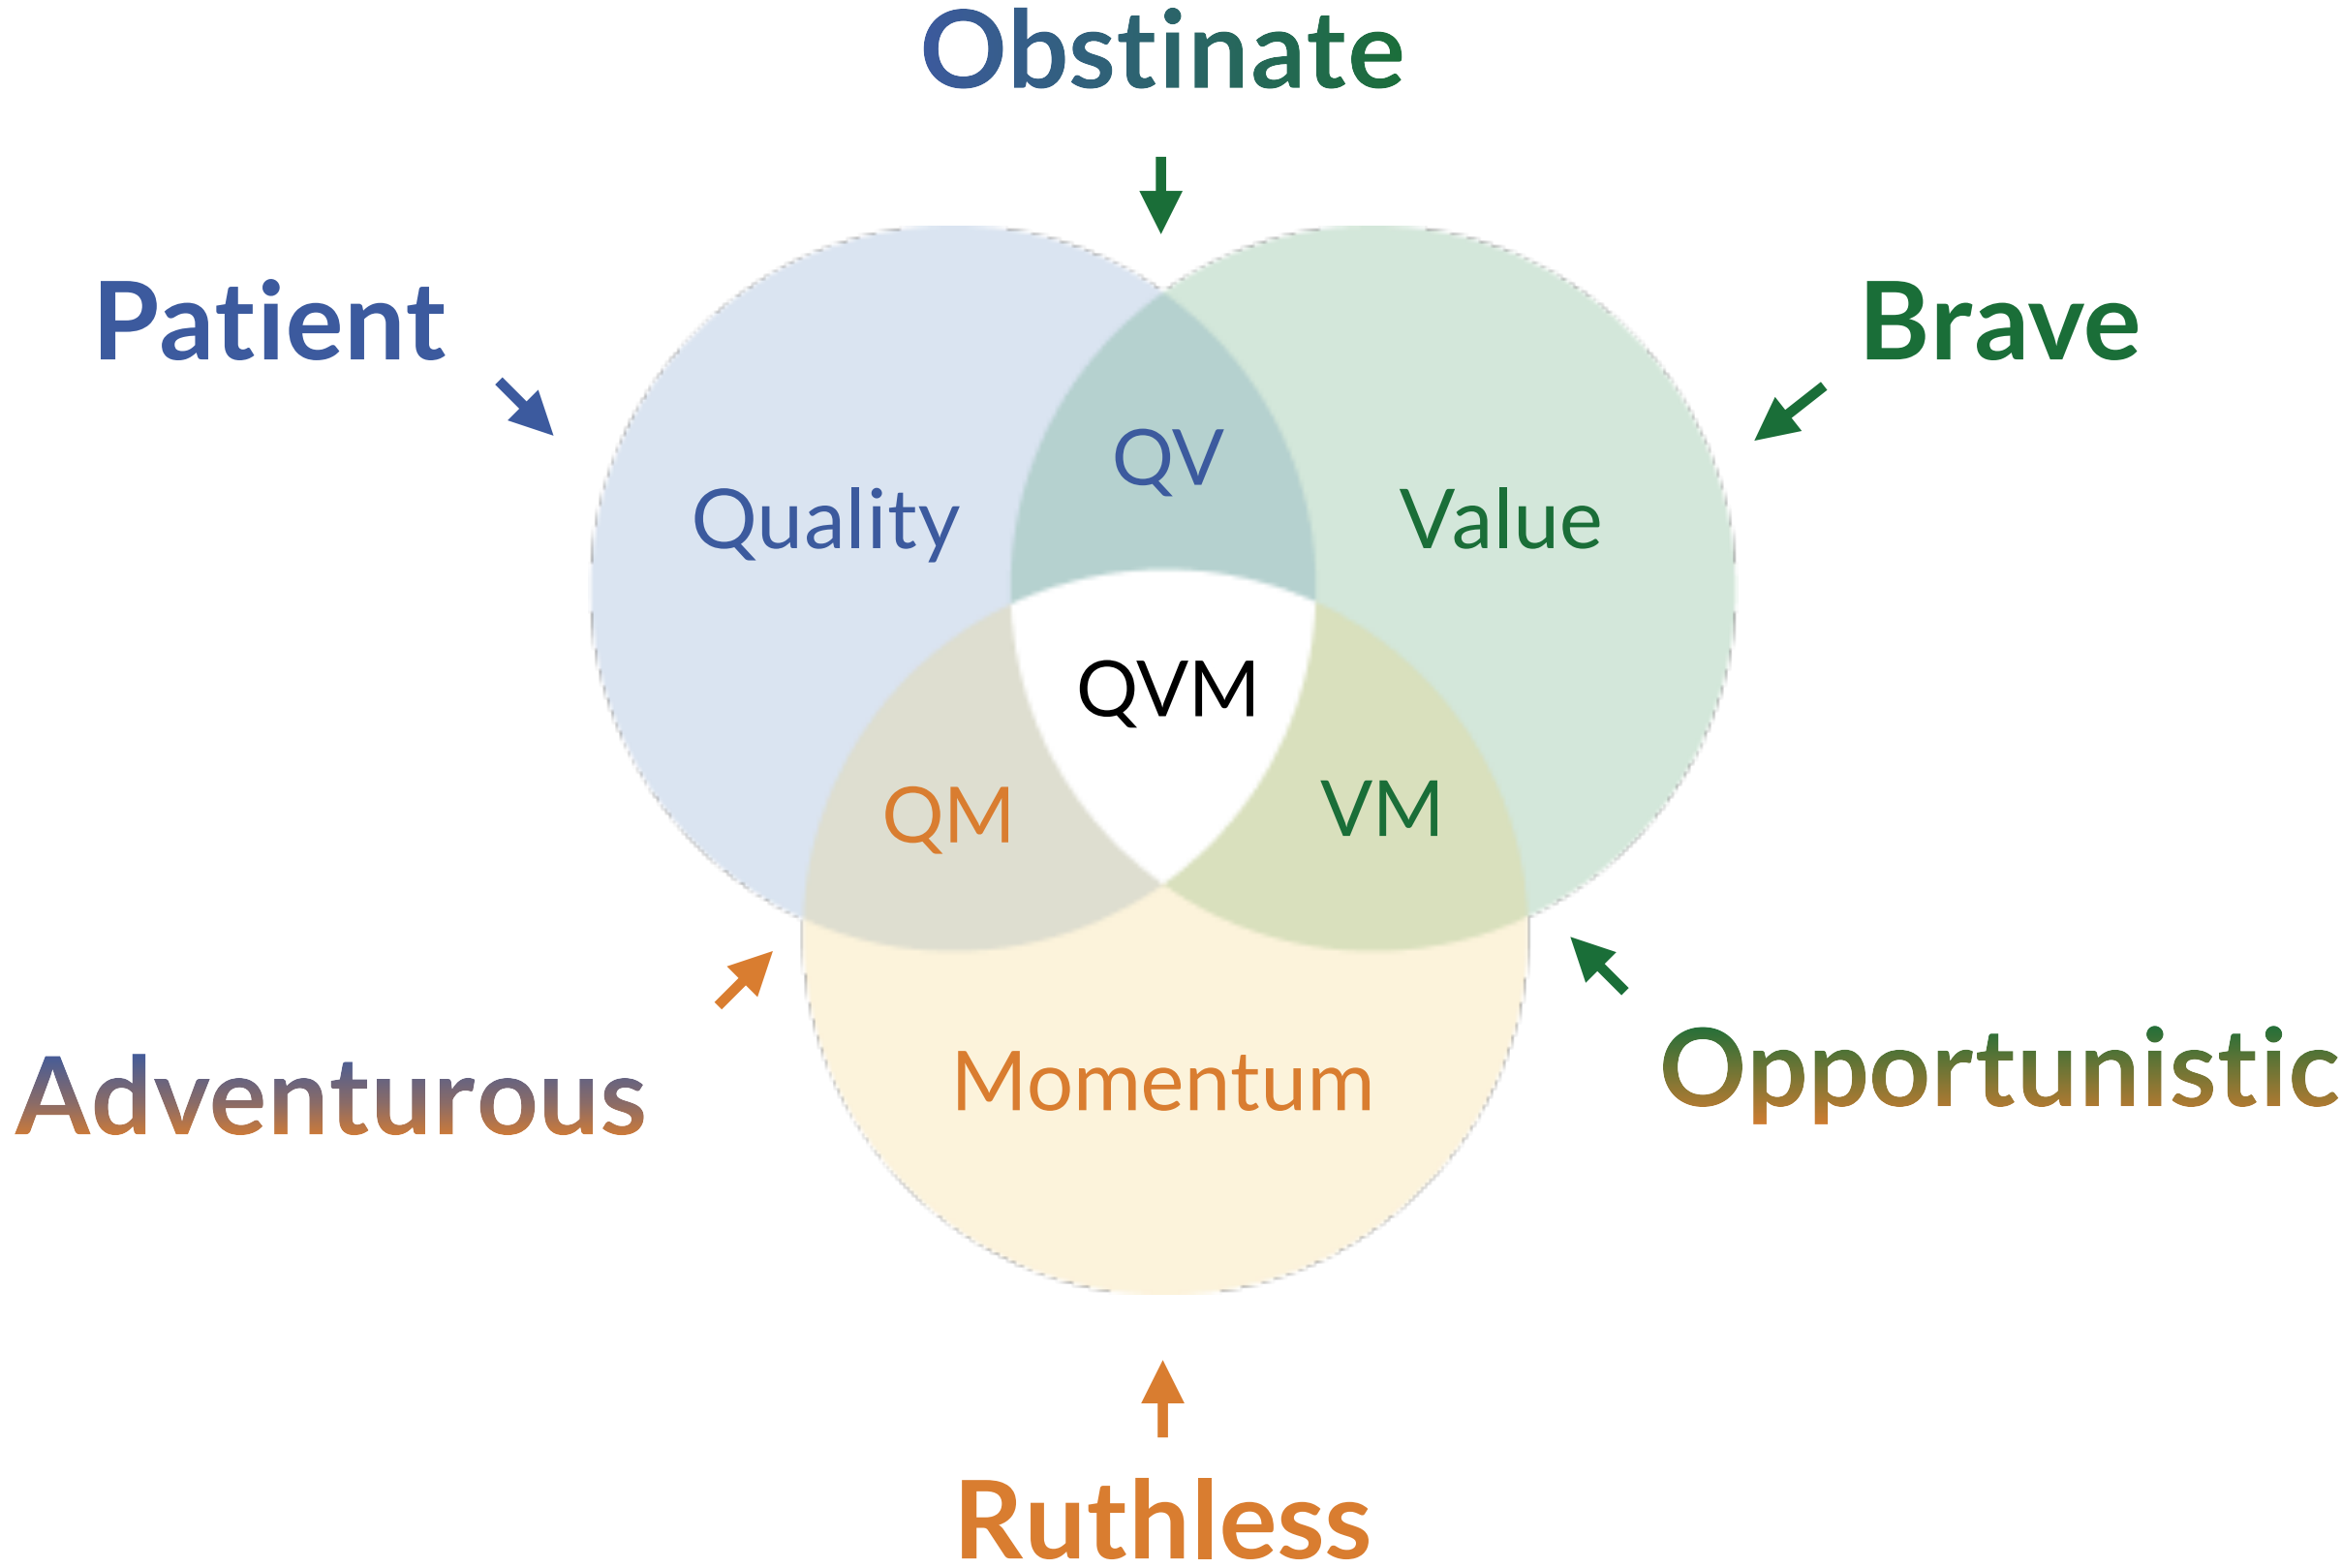 Obstinate
Patient
Brave
QV
Quality
Value
QVM
QM
VM
Adventurous
Momentum
Opportunistic
Ruthless